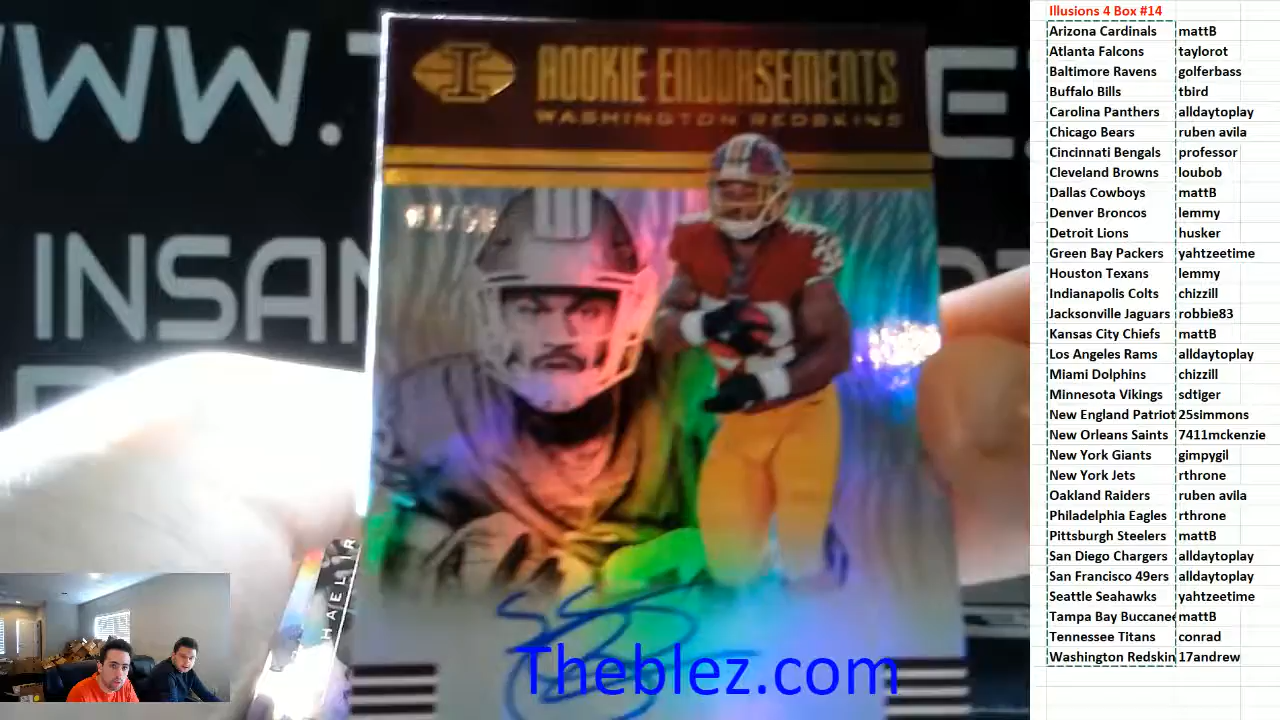 WW.T
E.
INSAN
I
ROOKIE ENDORSEMENTS
WASHINGTON REDSKINS
HAEL
Theblez.com
Illusions 4 Box #14
Arizona Cardinals mattB
Atlanta Falcons taylorot
Baltimore Ravens golferbass
Buffalo Bills tbird
Carolina Panthers alldaytoplay
Chicago Bears ruben avila
Cincinnati Bengals professor
Cleveland Browns loubob
Dallas Cowboys mattB
Denver Broncos lemmy
Detroit Lions husker
Green Bay Packers yahtzeetime
Houston Texans lemmy
Indianapolis Colts chizzill
Jacksonville Jaguars robbie83
Kansas City Chiefs mattB
Los Angeles Rams alldaytoplay
Miami Dolphins chizzill
Minnesota Vikings sdtiger
New England Patriot 25simmons
New Orleans Saints 7411mckenzie
New York Giants gimpygil
New York Jets rthrone
Oakland Raiders ruben avila
Philadelphia Eagles rthrone
Pittsburgh Steelers mattB
San Diego Chargers alldaytoplay
San Francisco 49ers alldaytoplay
Seattle Seahawks yahtzeetime
Tampa Bay Buccanee mattB
Tennessee Titans conrad
Washington Redskin 17andrew